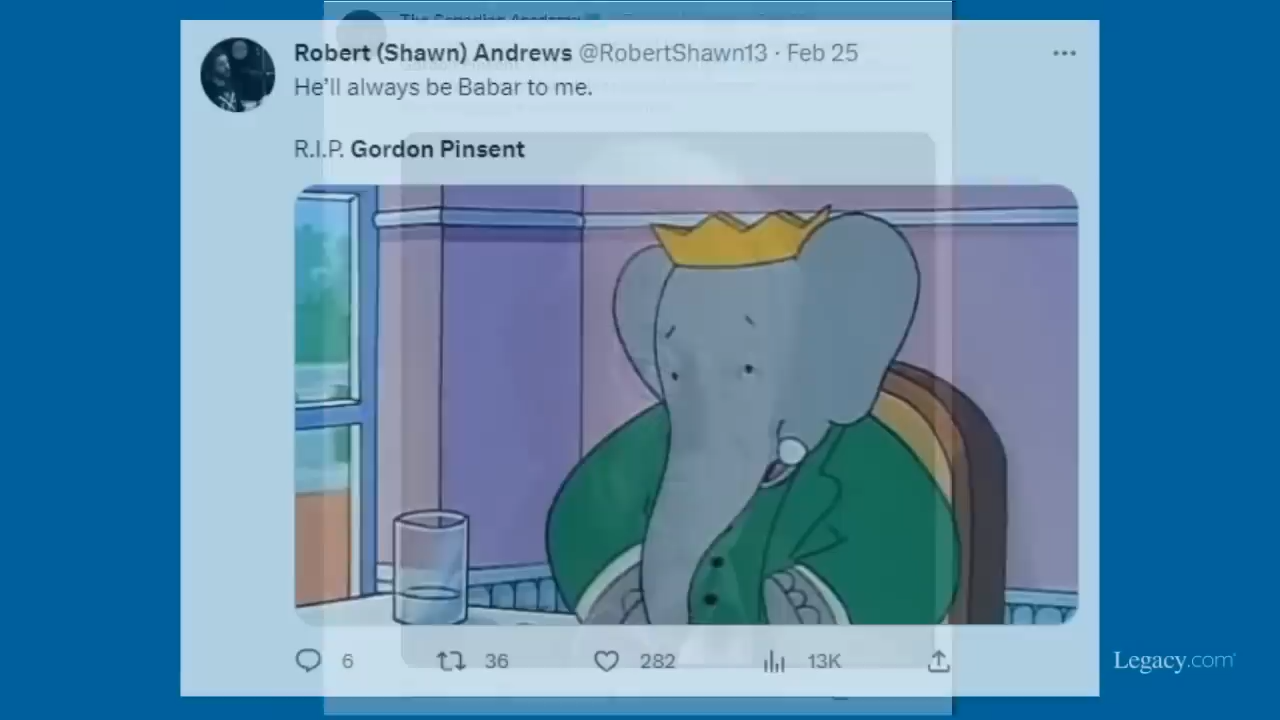 Robert (Shawn) Andrews @RobertShawn13 · Feb 25
He'll always be Babar to me.
R.I.P. Gordon Pinsent
6 36 282 13K
Legacy.com